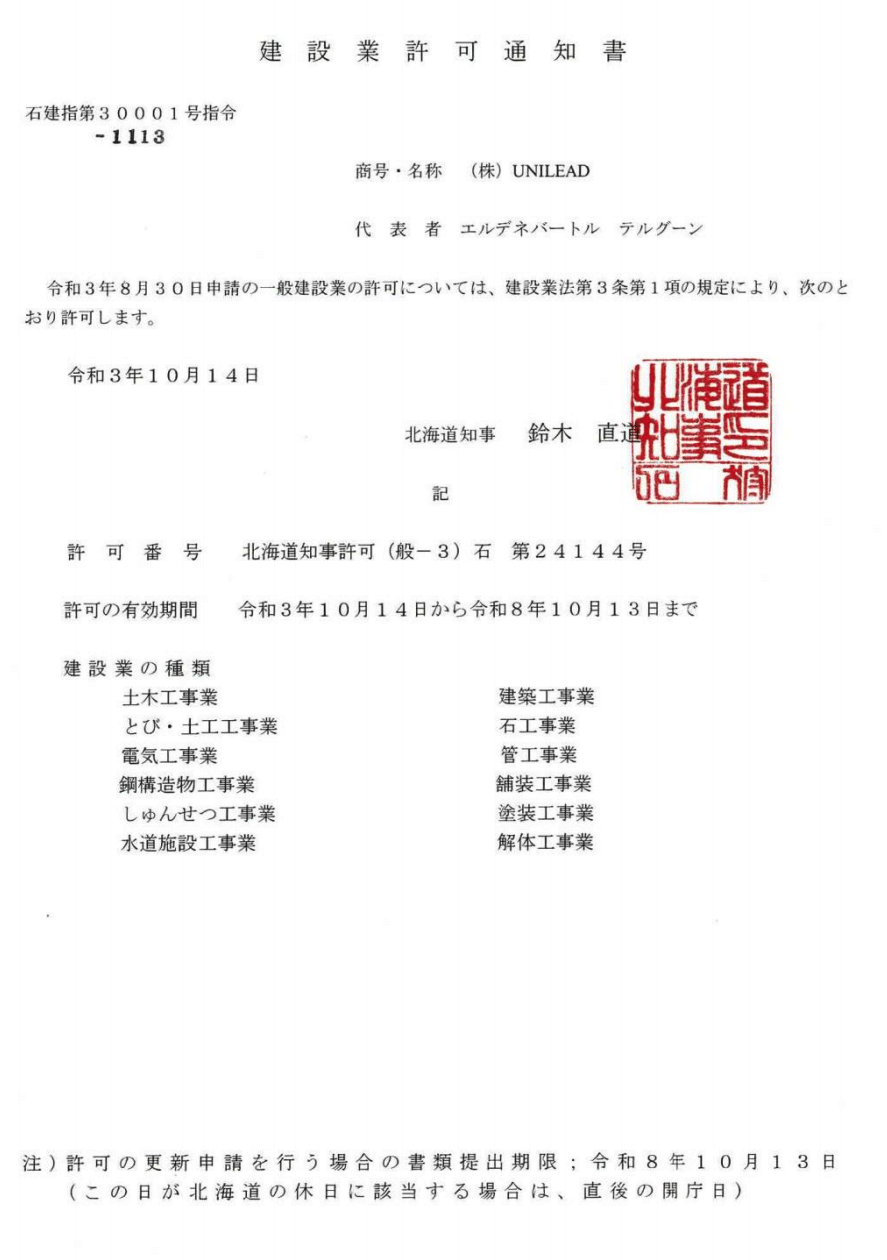 建設業許可通知書
石建指第３０００１号指令
-1113
商号・名称　（株）UNILEAD
代　表　者　エルデネバートル　テルグーン
令和３年８月３０日申請の一般建設業の許可については、建設業法第３条第１項の規定により、次のと
おり許可します。
令和３年１０月１４日
北海道知事　鈴木　直道
記
許　可　番　号　北海道知事許可（般－３）石　第２４１４４号
許可の有効期間　令和３年１０月１４日から令和８年１０月１３日まで
建設業の種類
土木工事業　建築工事業
とび・土工工事業　石工事業
電気工事業　管工事業
鋼構造物工事業　舗装工事業
しゅんせつ工事業　塗装工事業
水道施設工事業　解体工事業
注）許可の更新申請を行う場合の書類提出期限；令和８年１０月１３日
（この日が北海道の休日に該当する場合は、直後の開庁日）